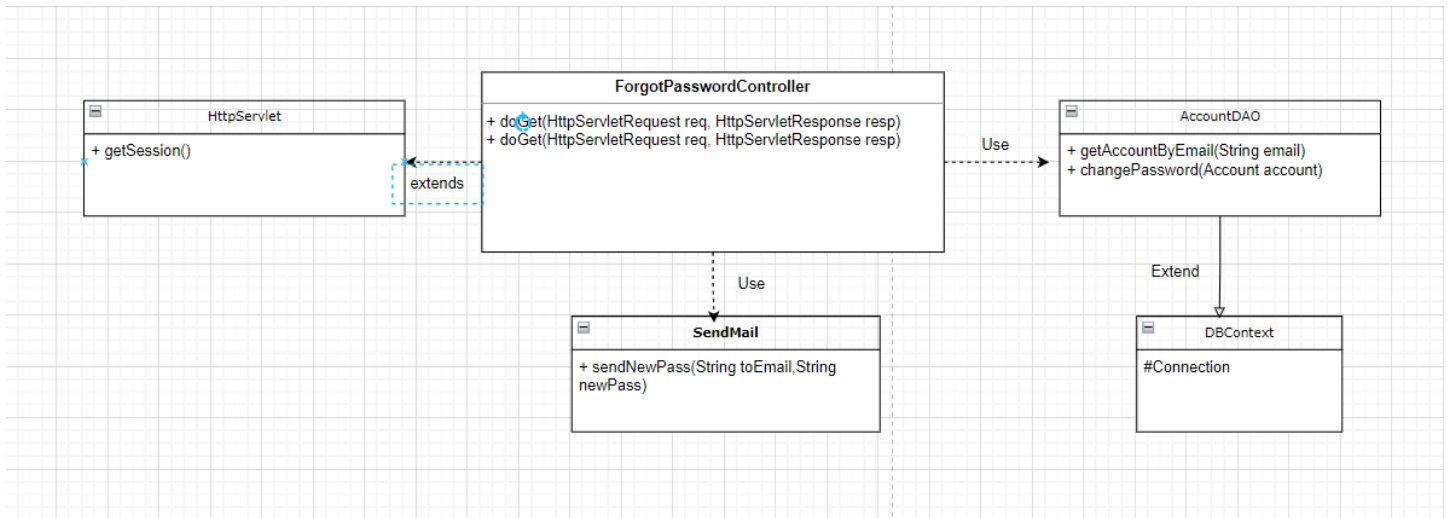 ForgotPasswordController
+ doGet(HttpServletRequest req, HttpServletResponse resp)
+ doGet(HttpServletRequest req, HttpServletResponse resp)
HttpServlet
+ getSession()
extends
Use
AccountDAO
+ getAccountByEmail(String email)
+ changePassword(Account account)
Use
Extend
SendMail
+ sendNewPass(String toEmail,String
newPass)
DBContext
#Connection